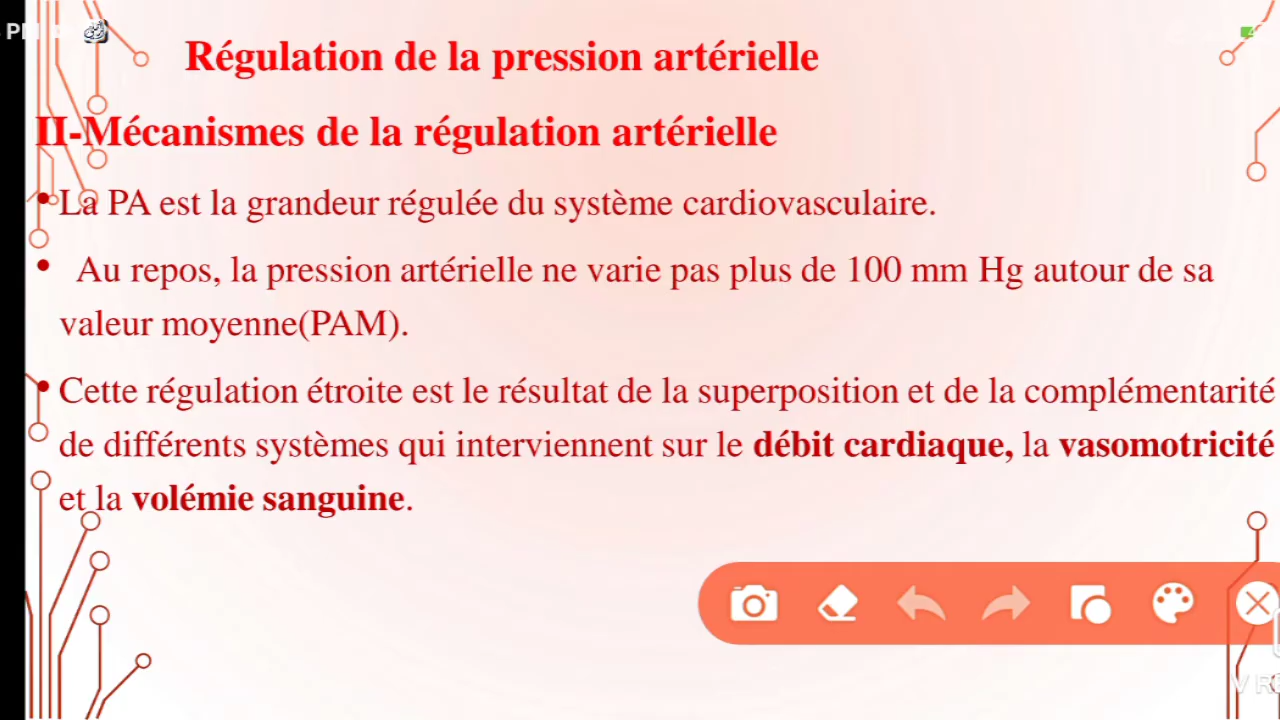 PM
Régulation de la pression artérielle
II-Mécanismes de la régulation artérielle
• La PA est la grandeur régulée du système cardiovasculaire.
• Au repos, la pression artérielle ne varie pas plus de 100 mm Hg autour de sa
valeur moyenne(PAM).
• Cette régulation étroite est le résultat de la superposition et de la complémentarité
de différents systèmes qui interviennent sur le débit cardiaque, la vasomotricité
et la volémie sanguine.